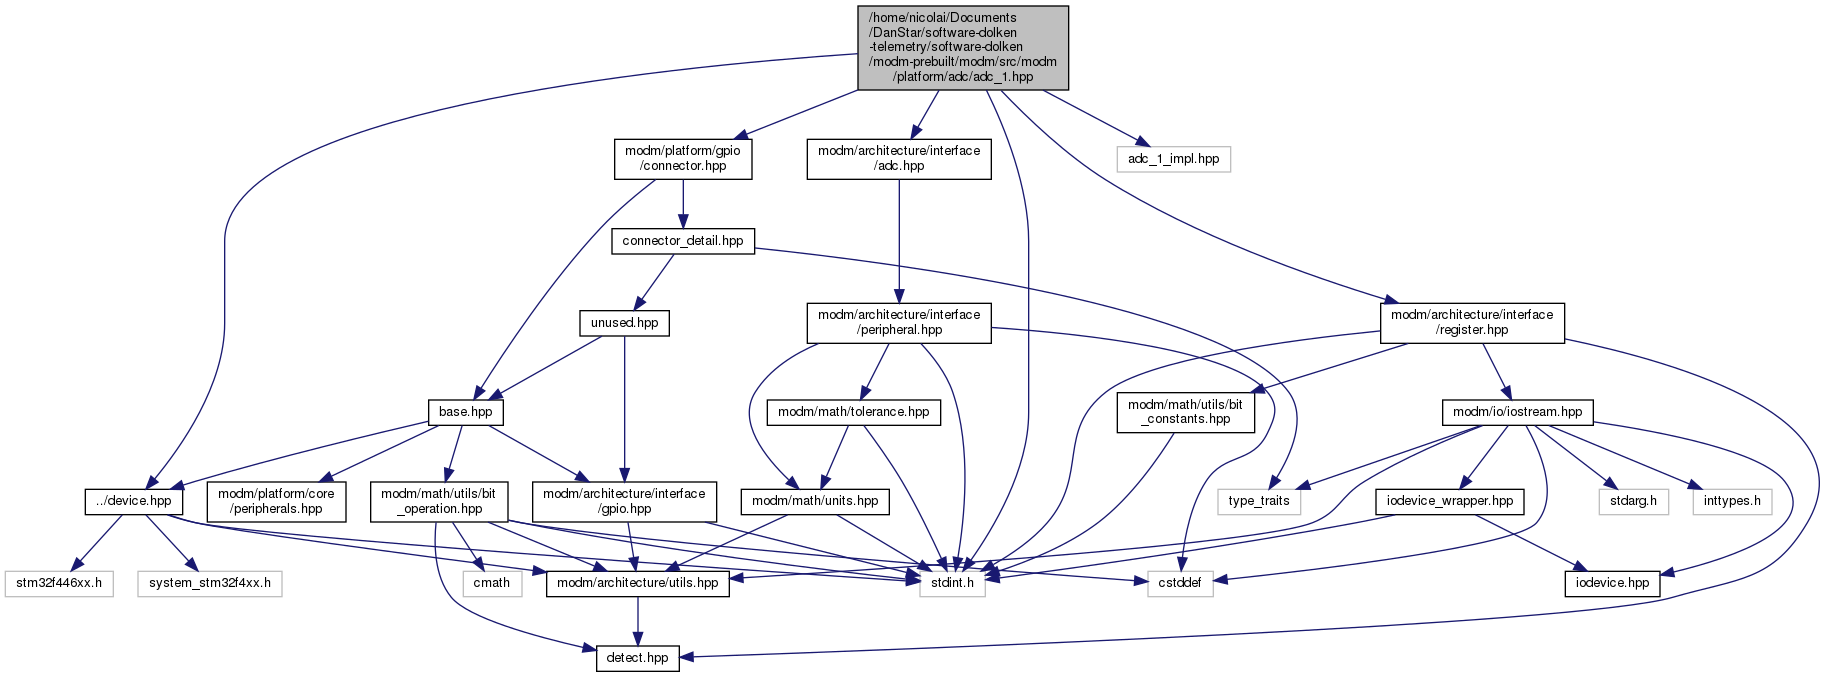 /home/nicolai/Documents
/DanStar/software-dolken
-telemetry/software-dolken
/modm-prebuilt/modm/src/modm
/platform/adc/adc_1.hpp
modm/platform/gpio
/connector.hpp
modm/architecture/interface
/adc.hpp
adc_1_impl.hpp
connector_detail.hpp
unused.hpp
modm/architecture/interface
/peripheral.hpp
modm/architecture/interface
/register.hpp
base.hpp
modm/math/tolerance.hpp
modm/math/utils/bit
_constants.hpp
modm/io/iostream.hpp
../device.hpp
modm/platform/core
/peripherals.hpp
modm/math/utils/bit
_operation.hpp
modm/architecture/interface
/gpio.hpp
modm/math/units.hpp
type_traits
iodevice_wrapper.hpp
stdarg.h
inttypes.h
stm32f446xx.h
system_stm32f4xx.h
cmath
modm/architecture/utils.hpp
stdint.h
cstddef
iodevice.hpp
detect.hpp